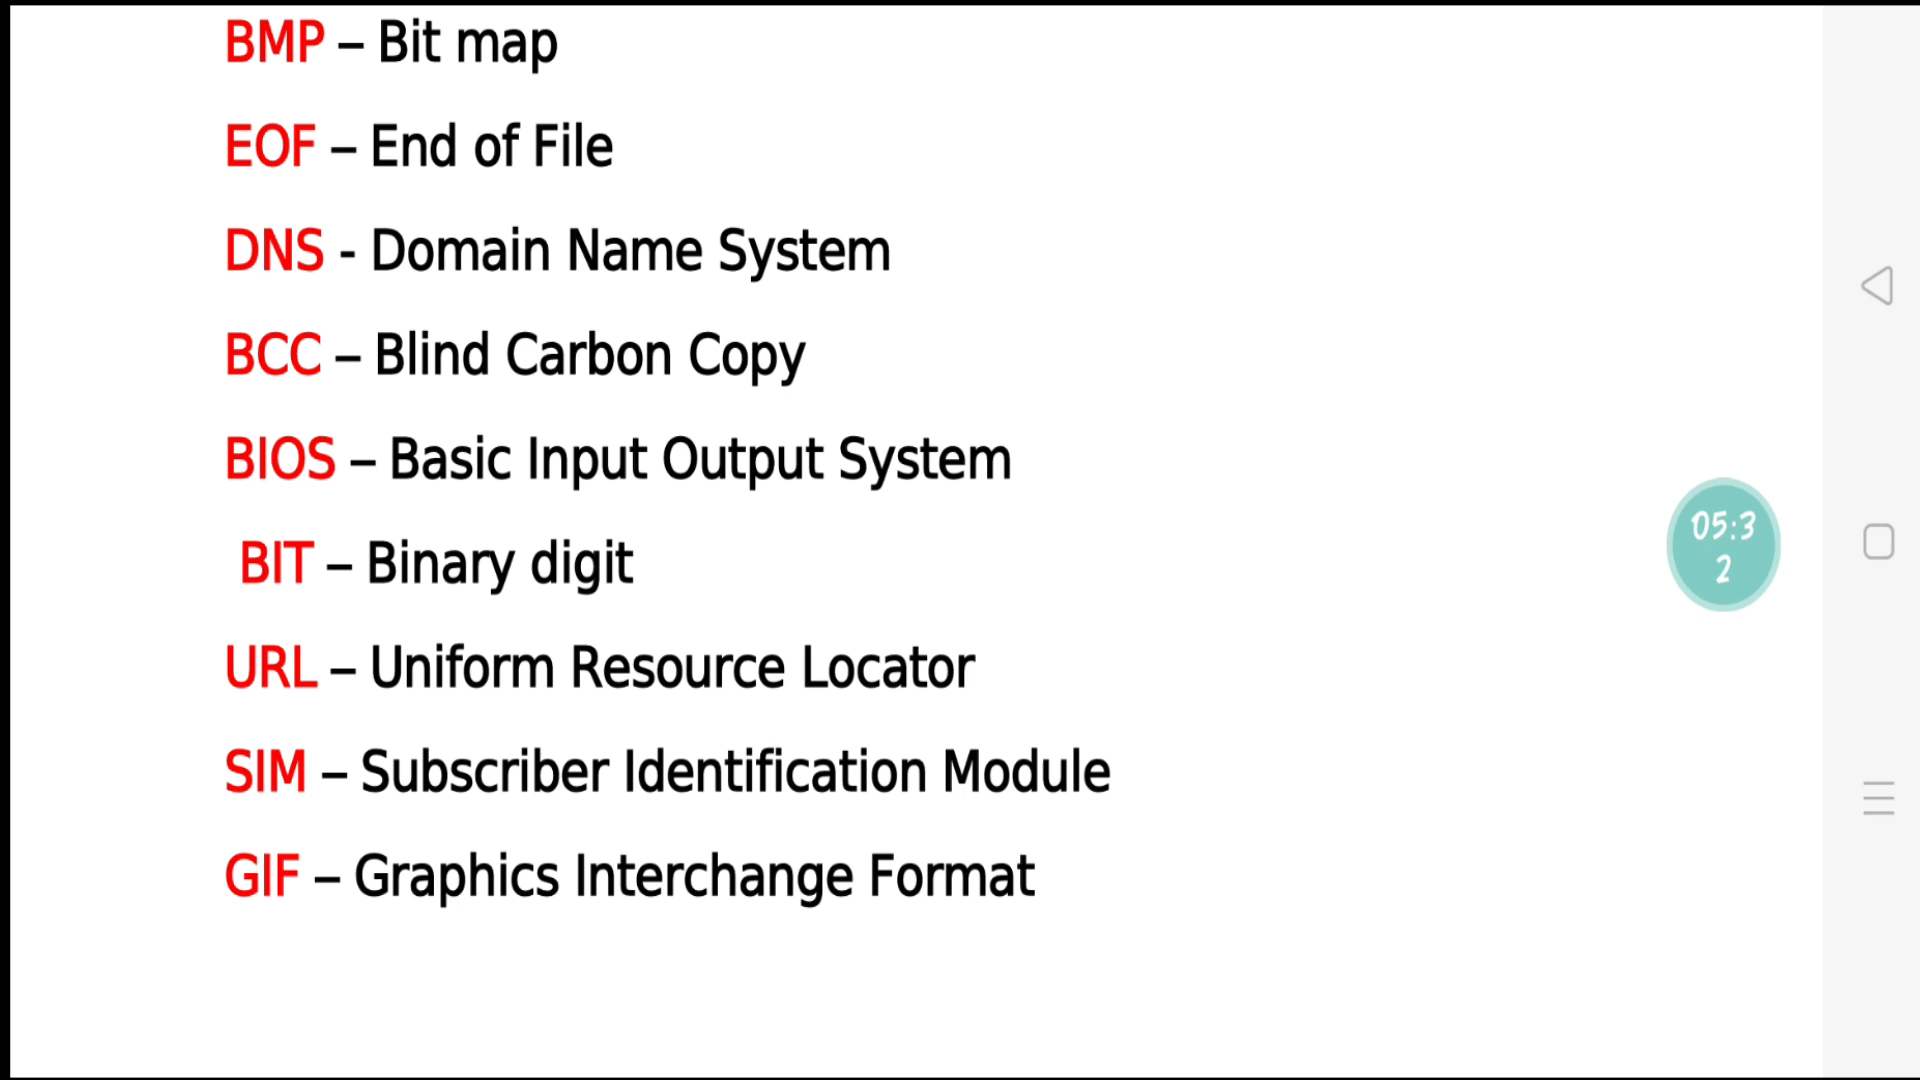 BMP – Bit map
EOF – End of File
DNS - Domain Name System
BCC – Blind Carbon Copy
BIOS – Basic Input Output System
BIT – Binary digit
URL – Uniform Resource Locator
SIM – Subscriber Identification Module
GIF – Graphics Interchange Format
05:3
2